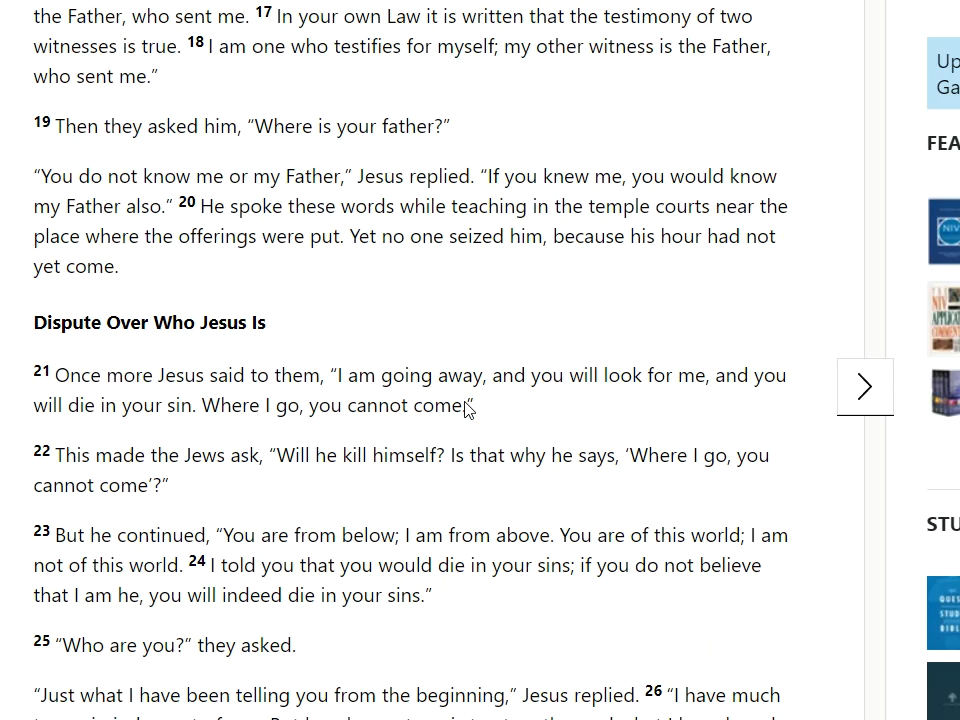 the Father, who sent me. 17 In your own Law it is written that the testimony of two
witnesses is true. 18 I am one who testifies for myself; my other witness is the Father,
who sent me.”
19 Then they asked him, “Where is your father?”
“You do not know me or my Father,” Jesus replied. “If you knew me, you would know
my Father also.” 20 He spoke these words while teaching in the temple courts near the
place where the offerings were put. Yet no one seized him, because his hour had not
yet come.
Dispute Over Who Jesus Is
21 Once more Jesus said to them, “I am going away, and you will look for me, and you
will die in your sin. Where I go, you cannot come.”
22 This made the Jews ask, “Will he kill himself? Is that why he says, ‘Where I go, you
cannot come’?”
23 But he continued, “You are from below; I am from above. You are of this world; I am
not of this world. 24 I told you that you would die in your sins; if you do not believe
that I am he, you will indeed die in your sins.”
25 “Who are you?” they asked.
“Just what I have been telling you from the beginning,” Jesus replied. 26 “I have much
Up
Ga
FEA
NIV
NIV
STU